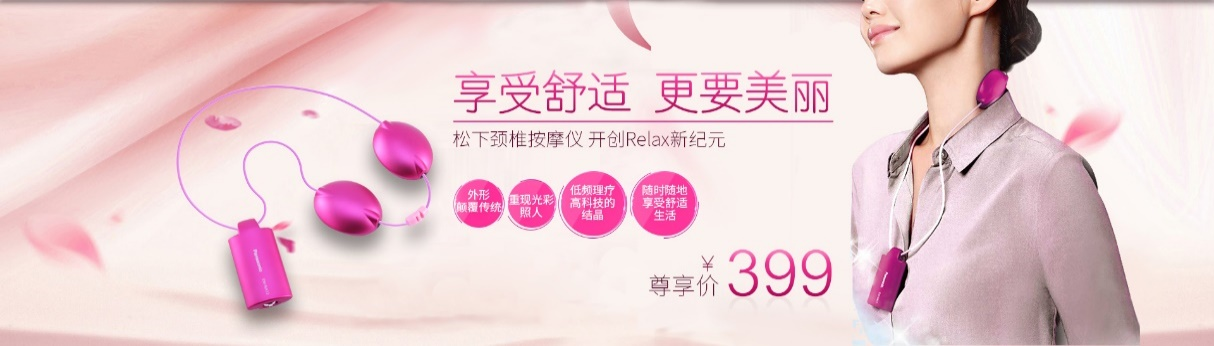 享受舒适 更要美丽
松下颈椎按摩仪 开创Relax新纪元
外形
颠覆传统
重现光彩
照人
低频理疗
高科技的
结晶
随时随地
享受舒适
生活
¥
尊享价 399